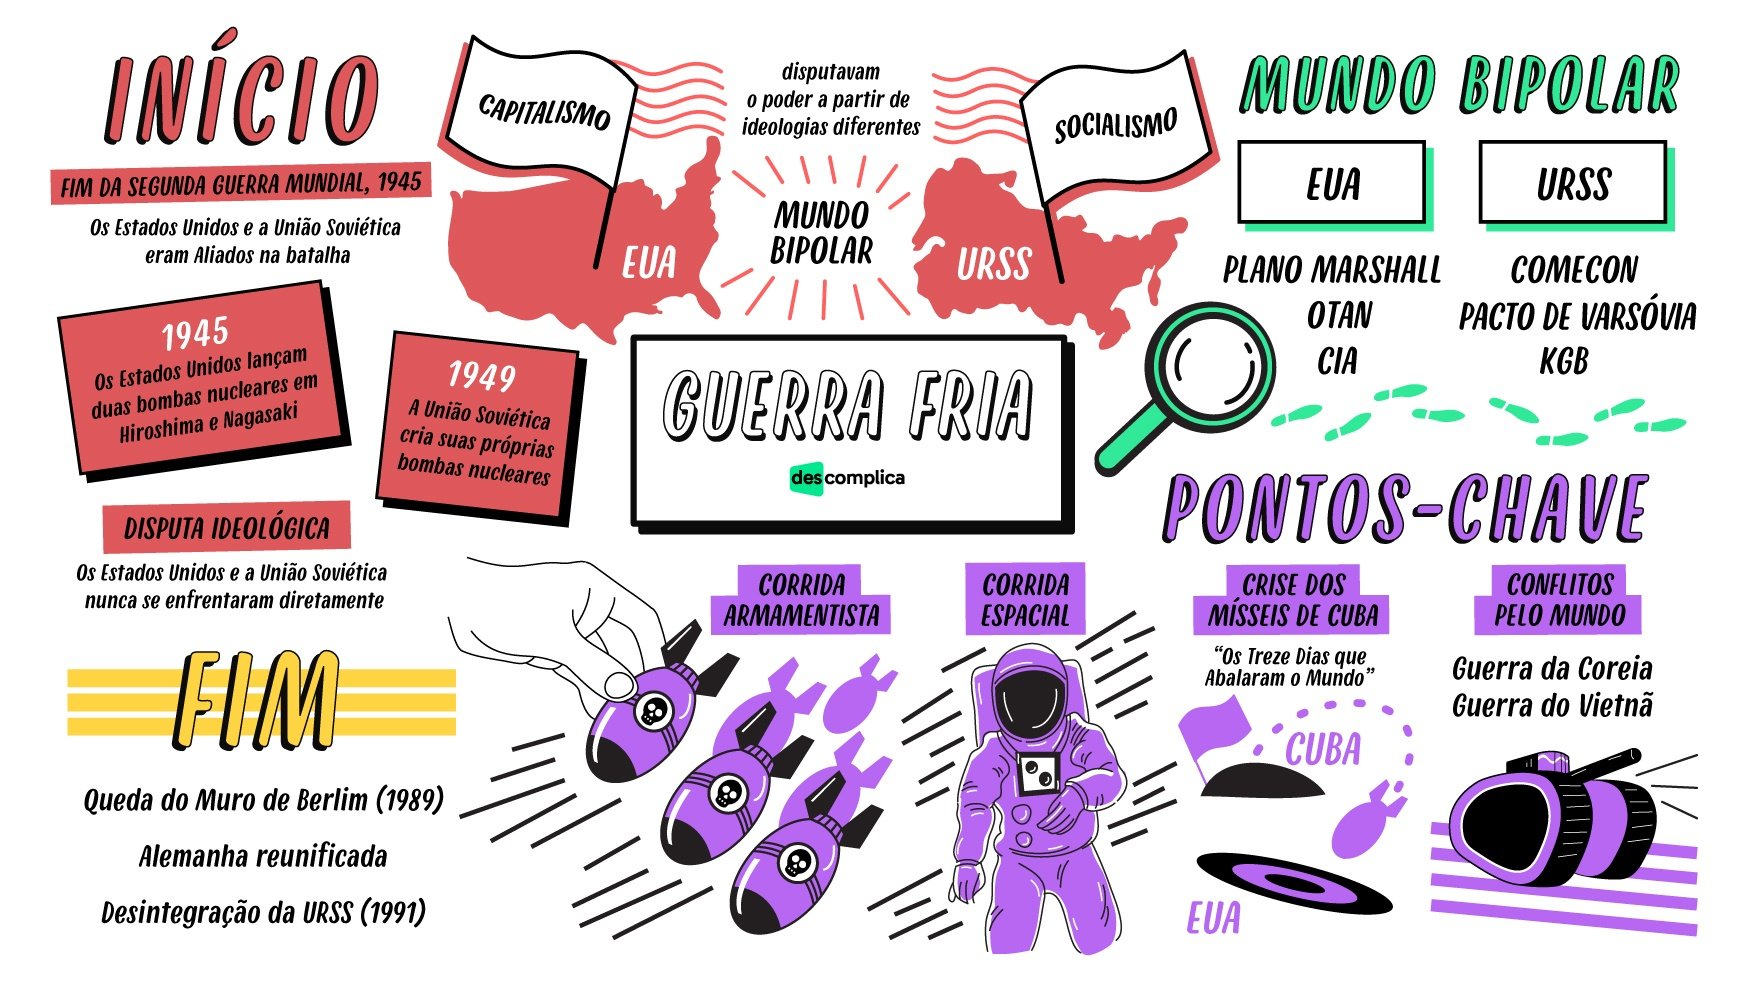 INÍCIO
FIM DA SEGUNDA GUERRA MUNDIAL, 1945
Os Estados Unidos e a União Soviética
eram Aliados na batalha
1945
Os Estados Unidos lançam
duas bombas nucleares em
Hiroshima e Nagasaki
1949
A União Soviética
cria suas próprias
bombas nucleares
DISPUTA IDEOLÓGICA
Os Estados Unidos e a União Soviética
nunca se enfrentaram diretamente
CAPITALISMO
EUA
disputavam
o poder a partir de
ideologias diferentes
MUNDO
BIPOLAR
SOCIALISMO
URSS
GUERRA FRIA
descomplica
MUNDO BIPOLAR
EUA
PLANO MARSHALL
OTAN
CIA
URSS
COMECON
PACTO DE VARSÓVIA
KGB
PONTOS-CHAVE
CORRIDA
ARMAMENTISTA
CORRIDA
ESPACIAL
CRISE DOS
MÍSSEIS DE CUBA
"Os Treze Dias que
Abalaram o Mundo"
CUBA
EUA
CONFLITOS
PELO MUNDO
Guerra da Coreia
Guerra do Vietnã
FIM
Queda do Muro de Berlim (1989)
Alemanha reunificada
Desintegração da URSS (1991)